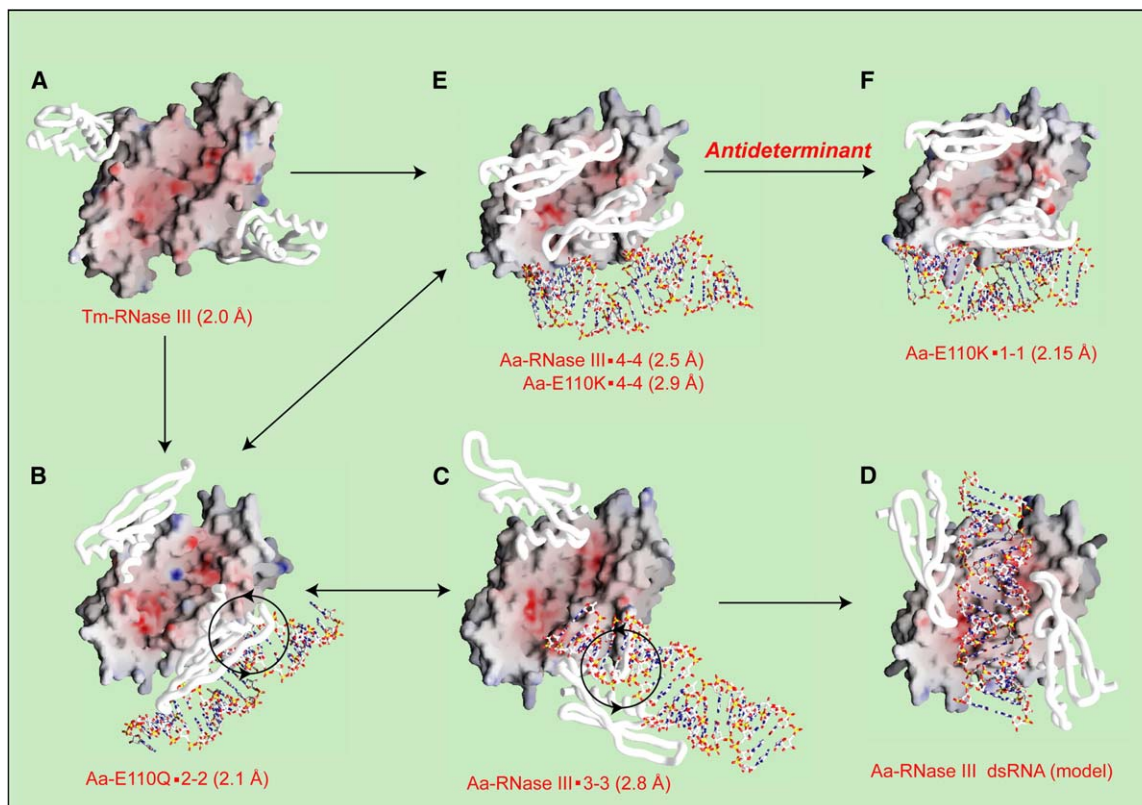 A
E
F
Antideterminant
Tm-RNase III (2.0 Å)
Aa-RNase III▪4-4 (2.5 Å)
Aa-E110K▪4-4 (2.9 Å)
Aa-E110K▪1-1 (2.15 Å)
B
C
D
Aa-E110Q▪2-2 (2.1 Å)
Aa-RNase III▪3-3 (2.8 Å)
Aa-RNase III dsRNA (model)